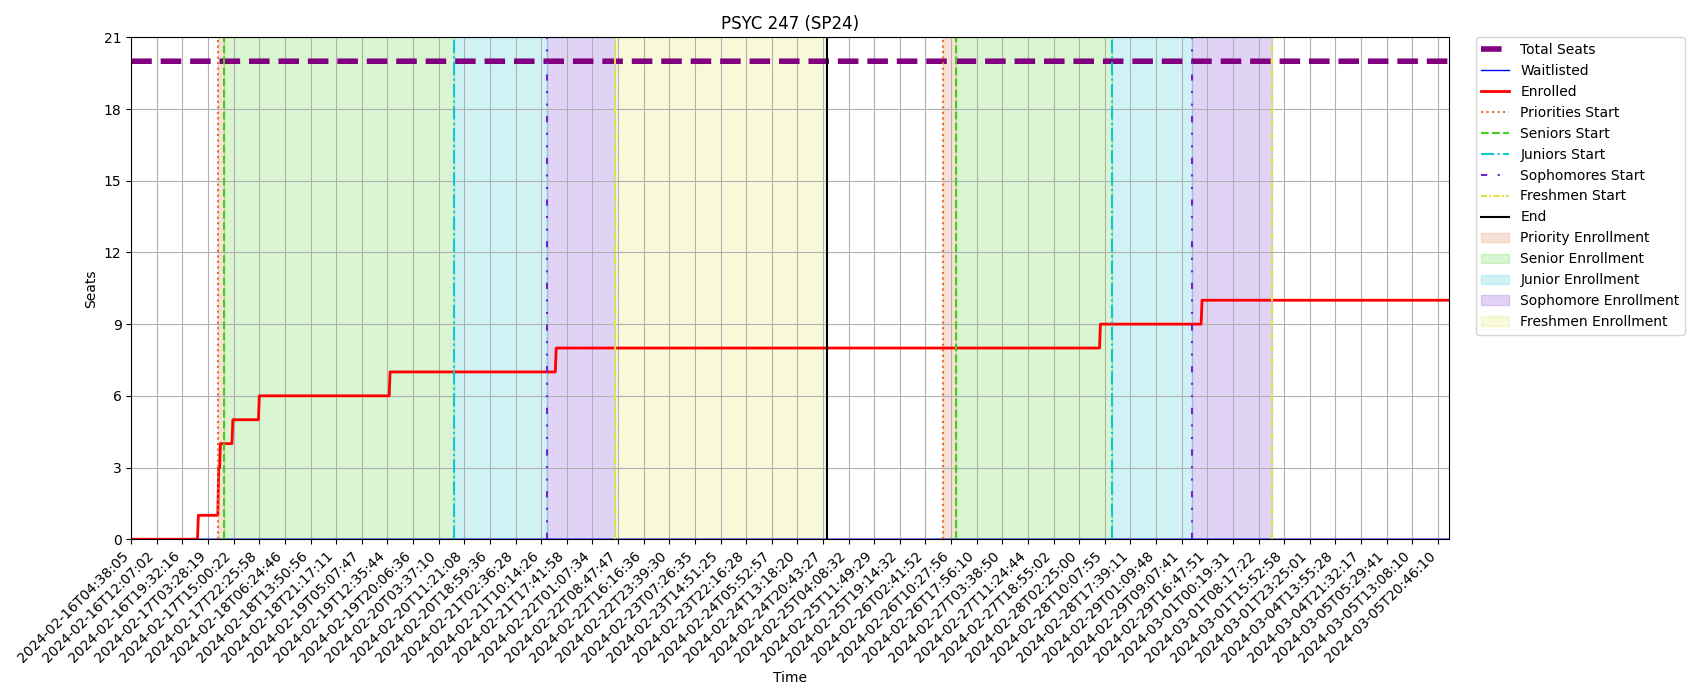 PSYC 247 (SP24)
21
18
15
12
9
6
3
0
Seats
2024-02-16T04:38:05
2024-02-16T12:07:02
2024-02-16T19:32:16
2024-02-17T03:28:19
2024-02-17T15:00:22
2024-02-17T22:25:58
2024-02-18T06:24:46
2024-02-18T13:50:56
2024-02-18T21:17:11
2024-02-19T05:07:47
2024-02-19T12:35:44
2024-02-19T20:06:36
2024-02-20T03:37:10
2024-02-20T11:21:08
2024-02-20T18:59:36
2024-02-21T02:36:28
2024-02-21T10:14:26
2024-02-21T17:41:58
2024-02-22T01:07:34
2024-02-22T08:47:47
2024-02-22T16:16:36
2024-02-22T23:39:30
2024-02-23T07:26:35
2024-02-23T14:51:25
2024-02-23T22:16:28
2024-02-24T05:52:57
2024-02-24T13:18:20
2024-02-24T20:43:27
2024-02-25T04:08:32
2024-02-25T11:49:29
2024-02-25T19:14:32
2024-02-26T02:41:52
2024-02-26T10:27:56
2024-02-26T17:56:10
2024-02-27T03:38:50
2024-02-27T11:24:44
2024-02-27T18:55:02
2024-02-28T02:25:00
2024-02-28T10:07:55
2024-02-28T17:39:11
2024-02-29T01:09:48
2024-02-29T09:07:41
2024-02-29T16:47:51
2024-03-01T00:19:31
2024-03-01T08:17:22
2024-03-01T15:52:58
2024-03-01T23:25:01
2024-03-04T13:55:28
2024-03-04T21:32:17
2024-03-05T05:29:41
2024-03-05T13:08:10
2024-03-05T20:46:10
Time
Total Seats
Waitlisted
Enrolled
Priorities Start
Seniors Start
Juniors Start
Sophomores Start
Freshmen Start
End
Priority Enrollment
Senior Enrollment
Junior Enrollment
Sophomore Enrollment
Freshmen Enrollment